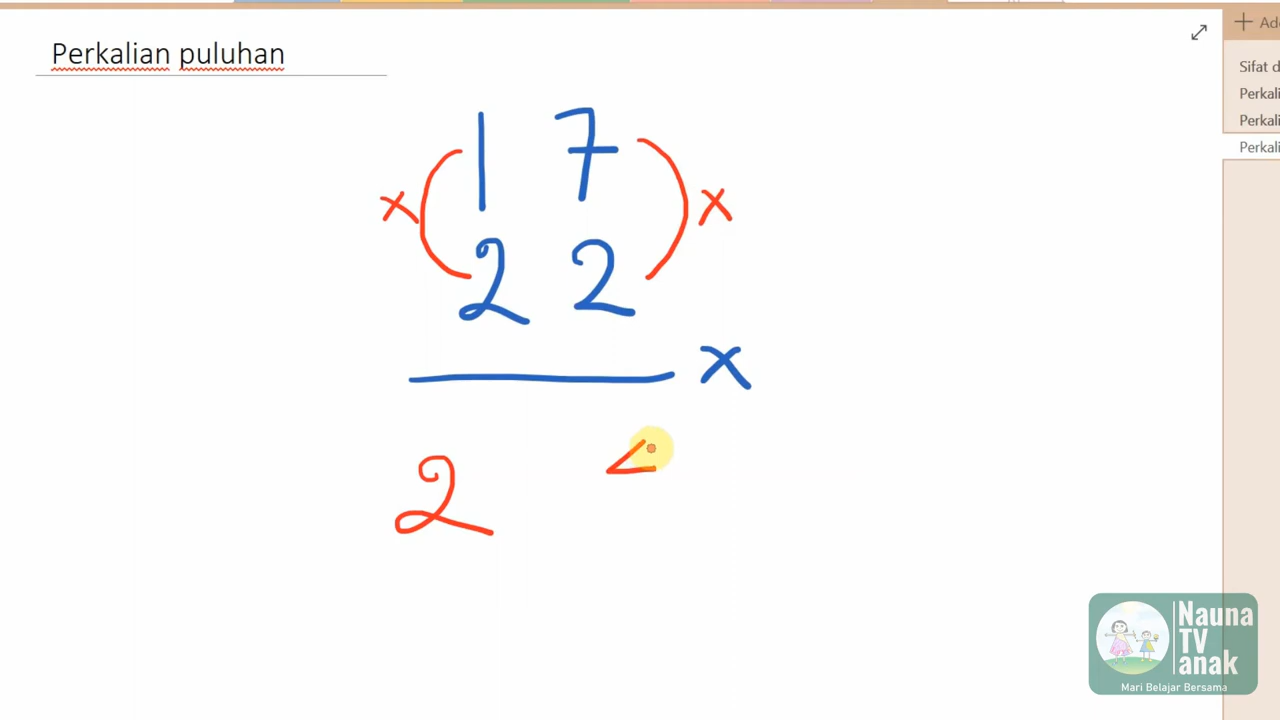 Perkalian puluhan
1 7
x x
2 2
x
2
Sifat d
Perkali
Perkali
Perkali
Nauna
TV
anak
Mari Belajar Bersama